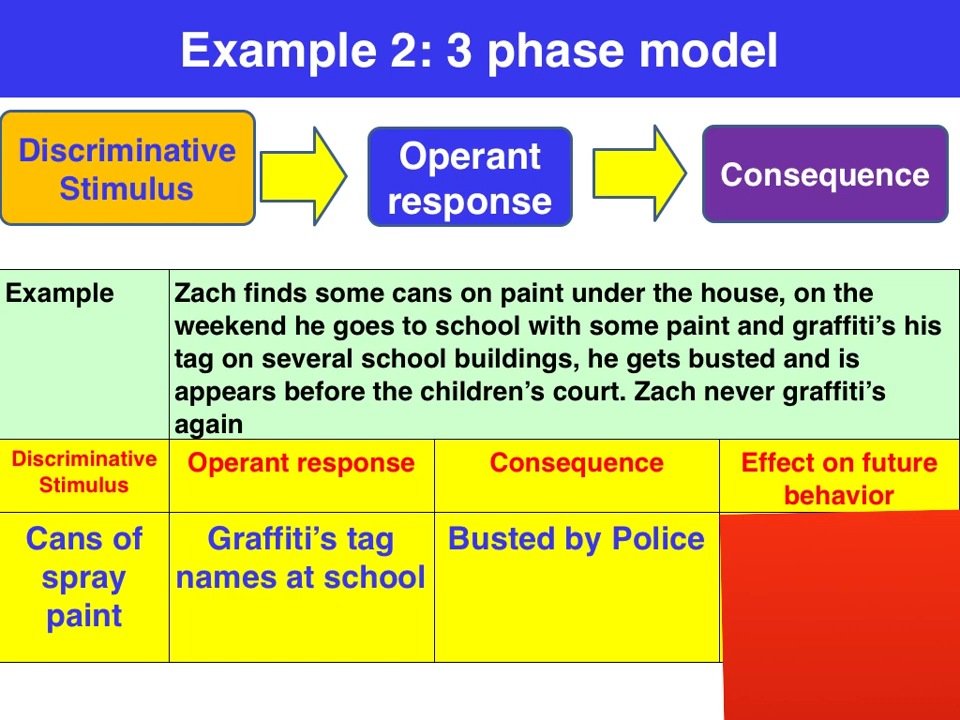 Example 2: 3 phase model
Discriminative
Stimulus
Operant
response
Consequence
Example
Zach finds some cans on paint under the house, on the
weekend he goes to school with some paint and graffiti's his
tag on several school buildings, he gets busted and is
appears before the children's court. Zach never graffiti's
again
Discriminative
Stimulus
Operant response
Consequence
Effect on future
behavior
Cans of
spray
paint
Graffiti's tag
names at school
Busted by Police